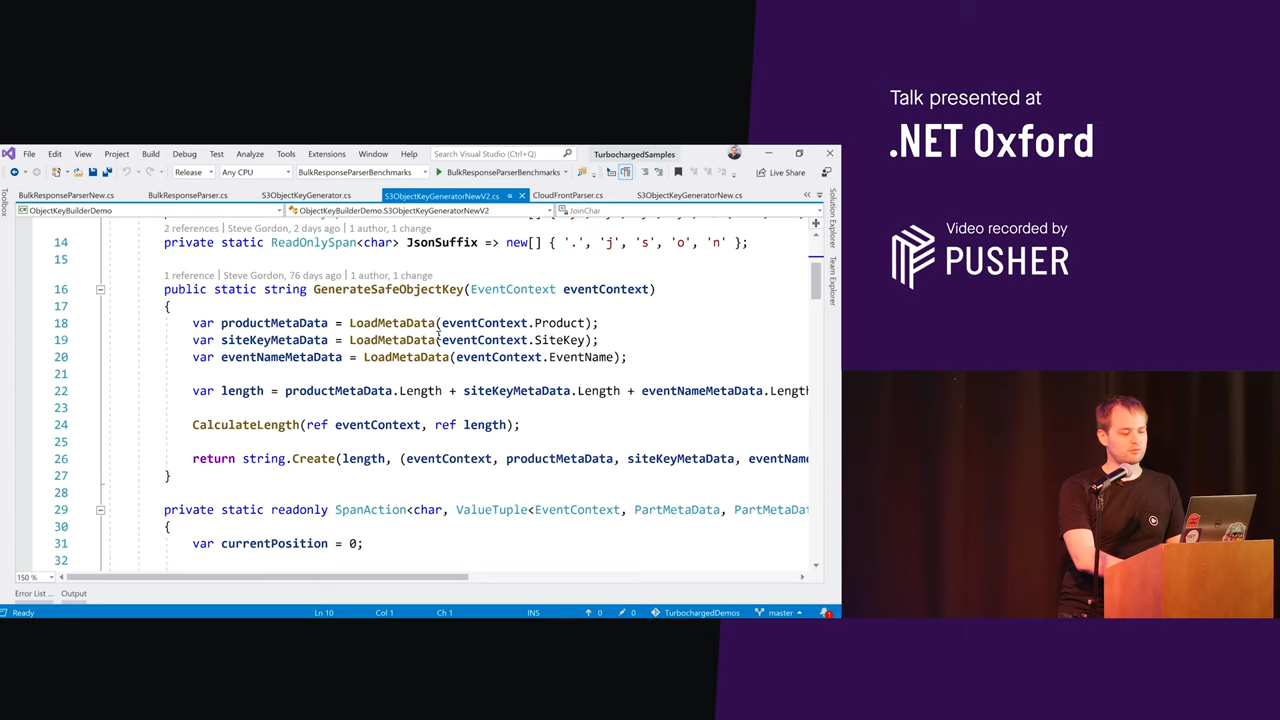 Talk presented at
.NET Oxford
Video recorded by
PUSHER
File Edit View Project Build Debug Test Analyze Tools Extensions Window Help Search Visual Studio (Ctrl+Q) TurbochargedSamples
Release Any CPU BulkResponseParserBenchmarks BulkResponseParserBenchmarks Live Share
BulkResponseParserNew.cs BulkResponseParser.cs S3ObjectKeyGenerator.cs S3ObjectKeyGeneratorNewV2.cs CloudFrontParser.cs S3ObjectKeyGeneratorNew.cs
ObjectKeyBuilderDemo ObjectKeyBuilderDemo.S3ObjectKeyGeneratorNewV2 JoinChar
Toolbox
Solution Explorer
Team Explorer
2 references | Steve Gordon, 2 days ago | 1 author, 1 change
14 private static ReadOnlySpan<char> JsonSuffix => new[] { '.', 'j', 's', 'o', 'n' };
15
1 reference | Steve Gordon, 76 days ago | 1 author, 1 change
16 public static string GenerateSafeObjectKey(EventContext eventContext)
17 {
18 var productMetaData = LoadMetaData(eventContext.Product);
19 var siteKeyMetaData = LoadMetaData(eventContext.SiteKey);
20 var eventNameMetaData = LoadMetaData(eventContext.EventName);
21
22 var length = productMetaData.Length + siteKeyMetaData.Length + eventNameMetaData.Length
23
24 CalculateLength(ref eventContext, ref length);
25
26 return string.Create(length, (eventContext, productMetaData, siteKeyMetaData, eventName
27 }
28
29 private static readonly SpanAction<char, ValueTuple<EventContext, PartMetaData, PartMetaDat
30 {
31 var currentPosition = 0;
32
150 %
Error List ... Output
Ready Ln 10 Col 1 Ch 1 INS 0 0 TurbochargedDemos master